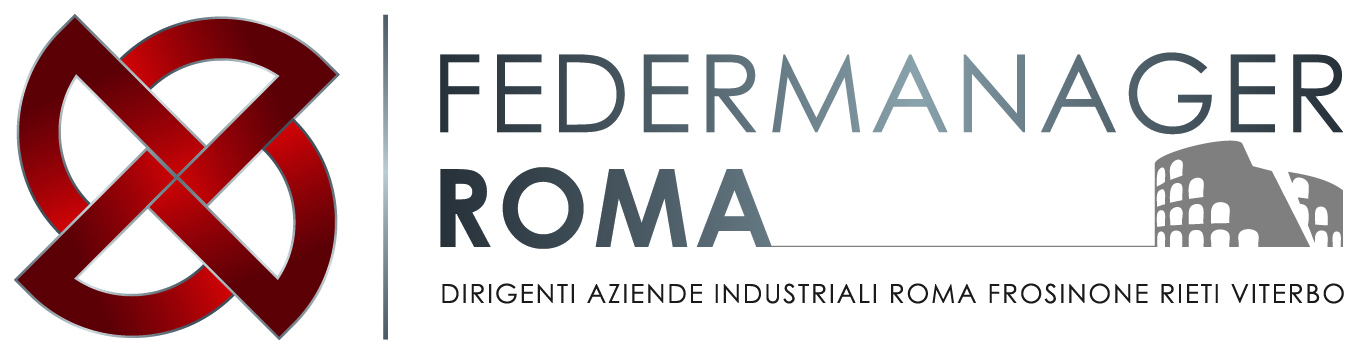 FEDERMANAGER
ROMA
DIRIGENTI AZIENDE INDUSTRIALI ROMA FROSINONE RIETI VITERBO